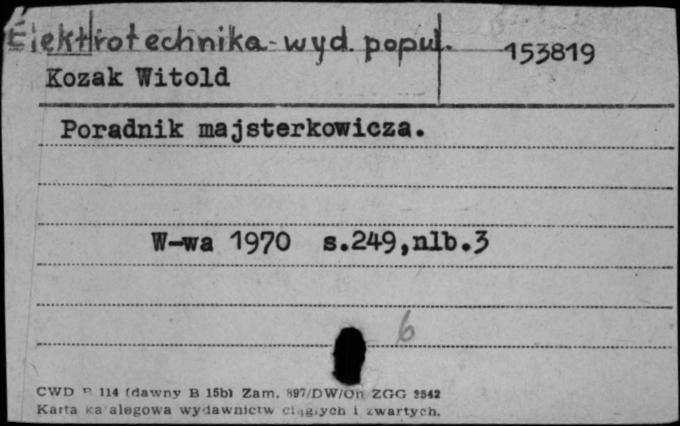 Elektrotechnika - wyd. popul. 153819
Kozak Witold
Poradnik majsterkowicza.
W-wa 1970 s.249,nlb.3
6
CWD 114 (dawny B 15b) Zam. 897/DW/On ZGG 2542
Karta katalogowa wydawnictw ciągłych i zwartych.